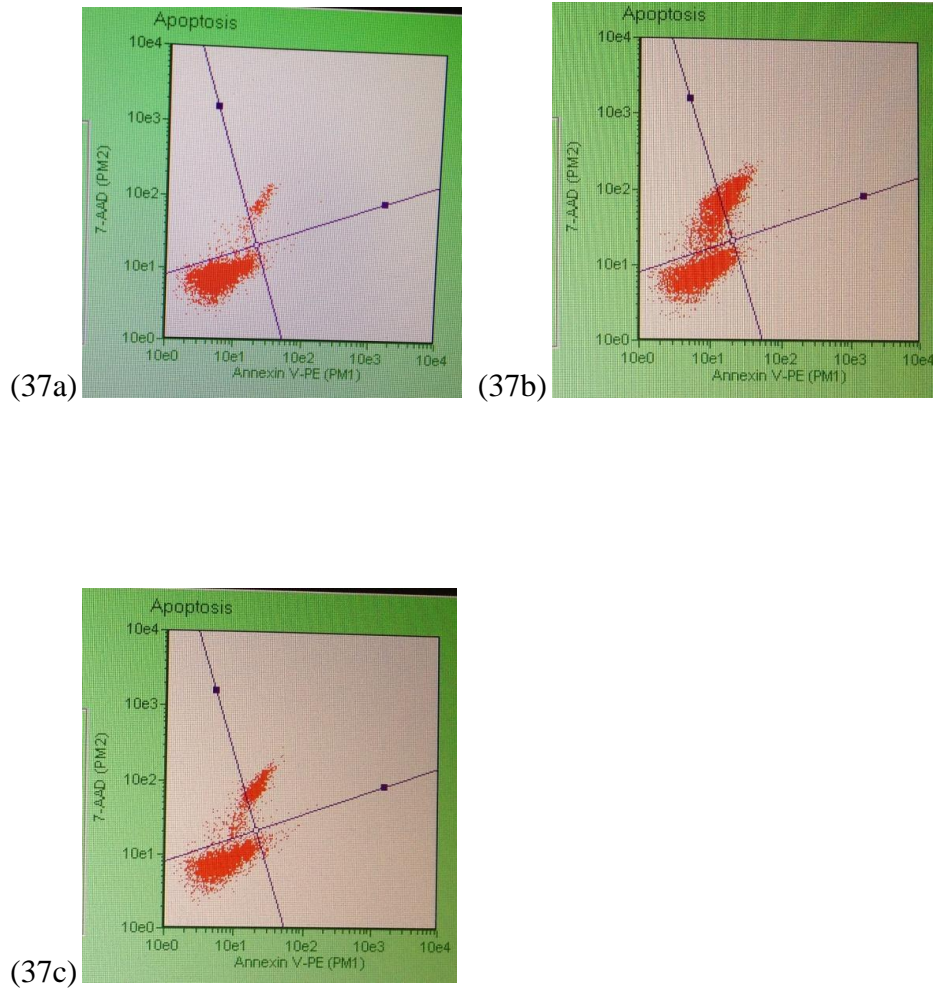 Apoptosis
10e4
10e3
10e2
10e1
10e0
7-AAD (PM2)
10e0 10e1 10e2 10e3 10e4
Annexin V-PE (PM1)
(37a)
Apoptosis
10e4
10e3
10e2
10e1
10e0
7-AAD (PM2)
10e0 10e1 10e2 10e3 10e4
Annexin V-PE (PM1)
(37b)
Apoptosis
10e4
10e3
10e2
10e1
10e0
7-AAD (PM2)
10e0 10e1 10e2 10e3 10e4
Annexin V-PE (PM1)
(37c)